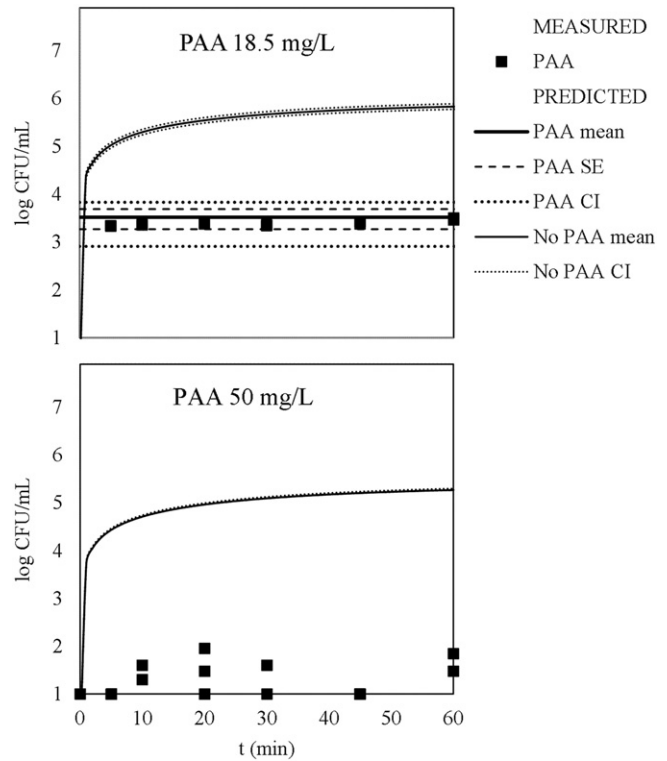 PAA 18.5 mg/L
7
6
5
4
3
2
1
log CFU/mL
MEASURED
PAA
PREDICTED
PAA mean
PAA SE
PAA CI
No PAA mean
No PAA CI
PAA 50 mg/L
7
6
5
4
3
2
1
log CFU/mL
0 10 20 30 40 50 60
t (min)